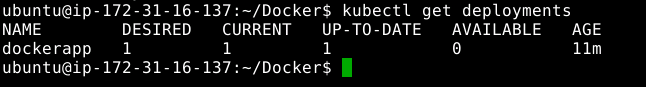 ubuntu@ip-172-31-16-137:~/Docker$ kubectl get deployments
NAME DESIRED CURRENT UP-TO-DATE AVAILABLE AGE
dockerapp 1 1 1 0 11m
ubuntu@ip-172-31-16-137:~/Docker$